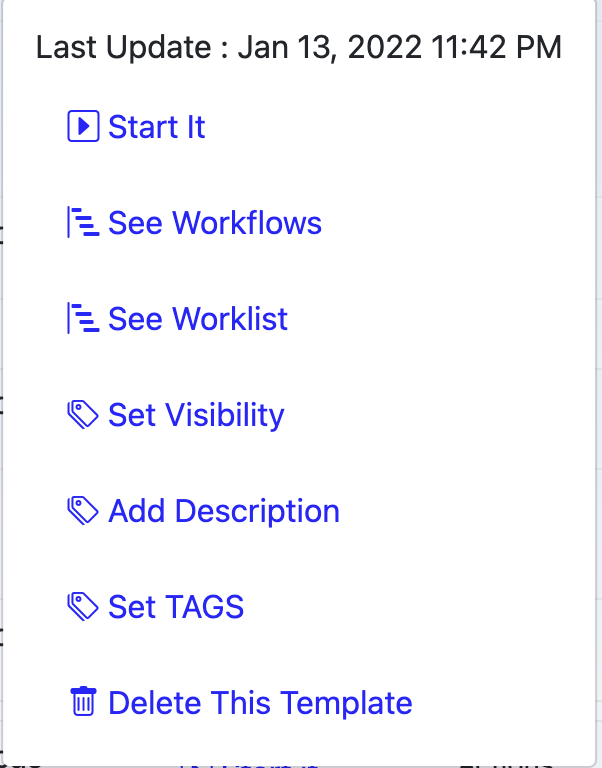 Last Update : Jan 13, 2022 11:42 PM
Start It
See Workflows
See Worklist
Set Visibility
Add Description
Set TAGS
Delete This Template